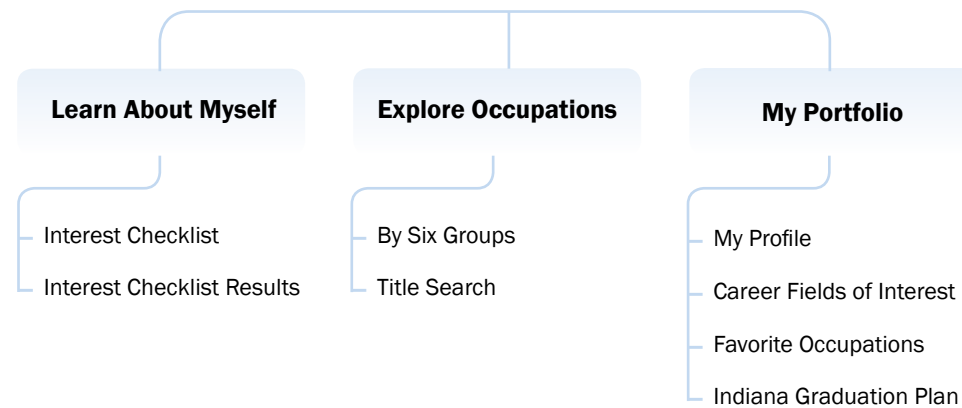 Learn About Myself
Interest Checklist
Interest Checklist Results
Explore Occupations
By Six Groups
Title Search
My Portfolio
My Profile
Career Fields of Interest
Favorite Occupations
Indiana Graduation Plan